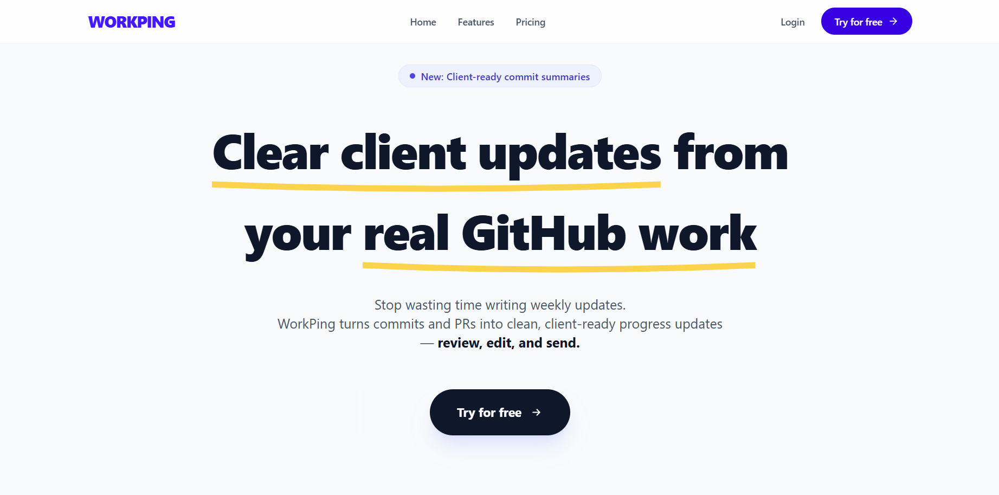 WORKPING
Home
Features
Pricing
Login
Try for free
New: Client-ready commit summaries
Clear client updates from
your real GitHub work
Stop wasting time writing weekly updates.
WorkPing turns commits and PRs into clean, client-ready progress updates
— review, edit, and send.
Try for free